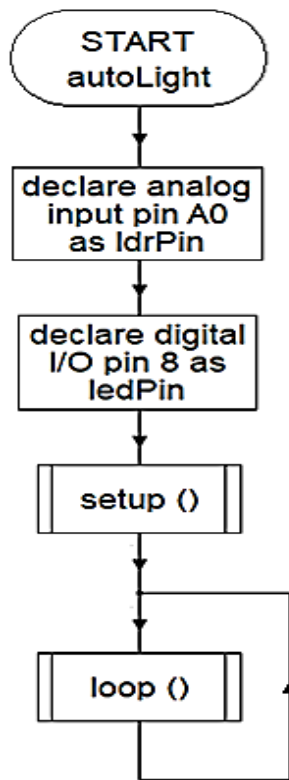 START
autoLight
declare analog
input pin A0
as ldrPin
declare digital
I/O pin 8 as
ledPin
setup ()
loop ()